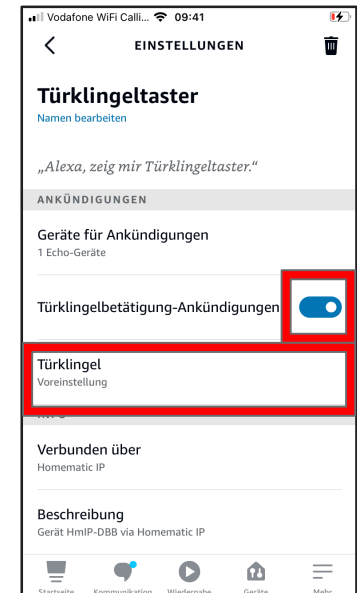 Vodafone WiFi Calli... 09:41
EINSTELLUNGEN
Türklingeltaster
Namen bearbeiten
„Alexa, zeig mir Türklingeltaster.“
ANKÜNDIGUNGEN
Geräte für Ankündigungen
1 Echo-Geräte
Türklingelbetätigung-Ankündigungen
Türklingel
Voreinstellung
Verbunden über
Homematic IP
Beschreibung
Gerät HmIP-DBB via Homematic IP
Startseite Kommunikation Wiedergabe Geräte Mehr